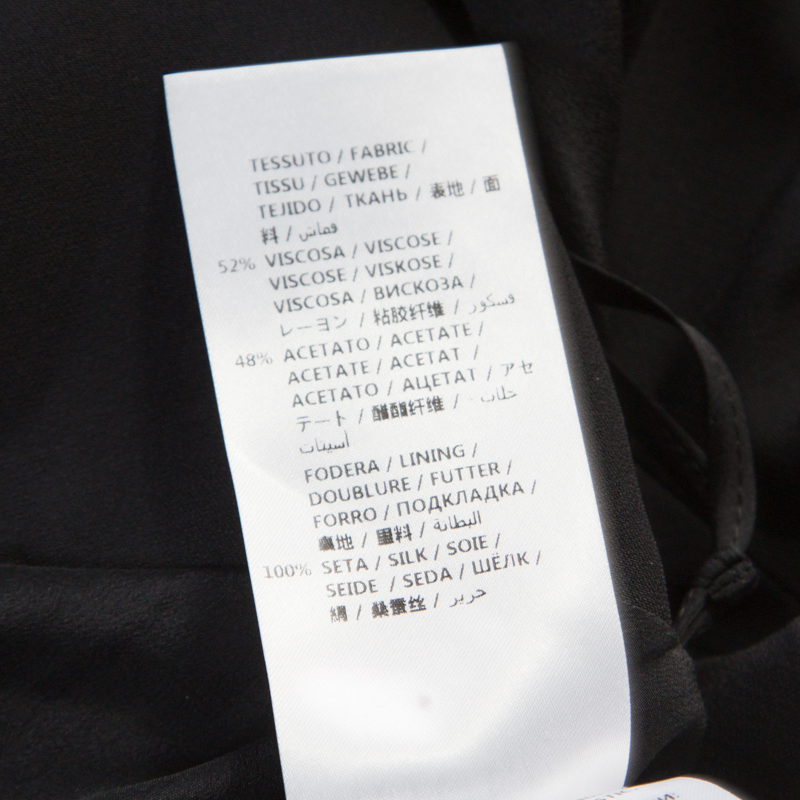 TESSUTO / FABRIC /
TISSU / GEWEBE /
TEJIDO / ТКАНЬ / 表地 / 面
料 / قماش
52% VISCOSA / VISCOSE /
VISCOSE / VISKOSE /
VISCOSA / ВИСКОЗА /
レーヨン / 粘胶纤维 / فسكور
48% ACETATO / ACETATE /
ACETATE / ACETAT /
ACETATO / АЦЕТАТ / アセ
テート / 醋酯纤维 / خلات -
أسيتات
FODERA / LINING /
DOUBLURE / FUTTER /
FORRO / ПОДКЛАДКА /
裏地 / 里料 / البطانة
100% SETA / SILK / SOIE /
SEIDE / SEDA / ШЁЛК /
絹 / 桑蚕丝 / حرير